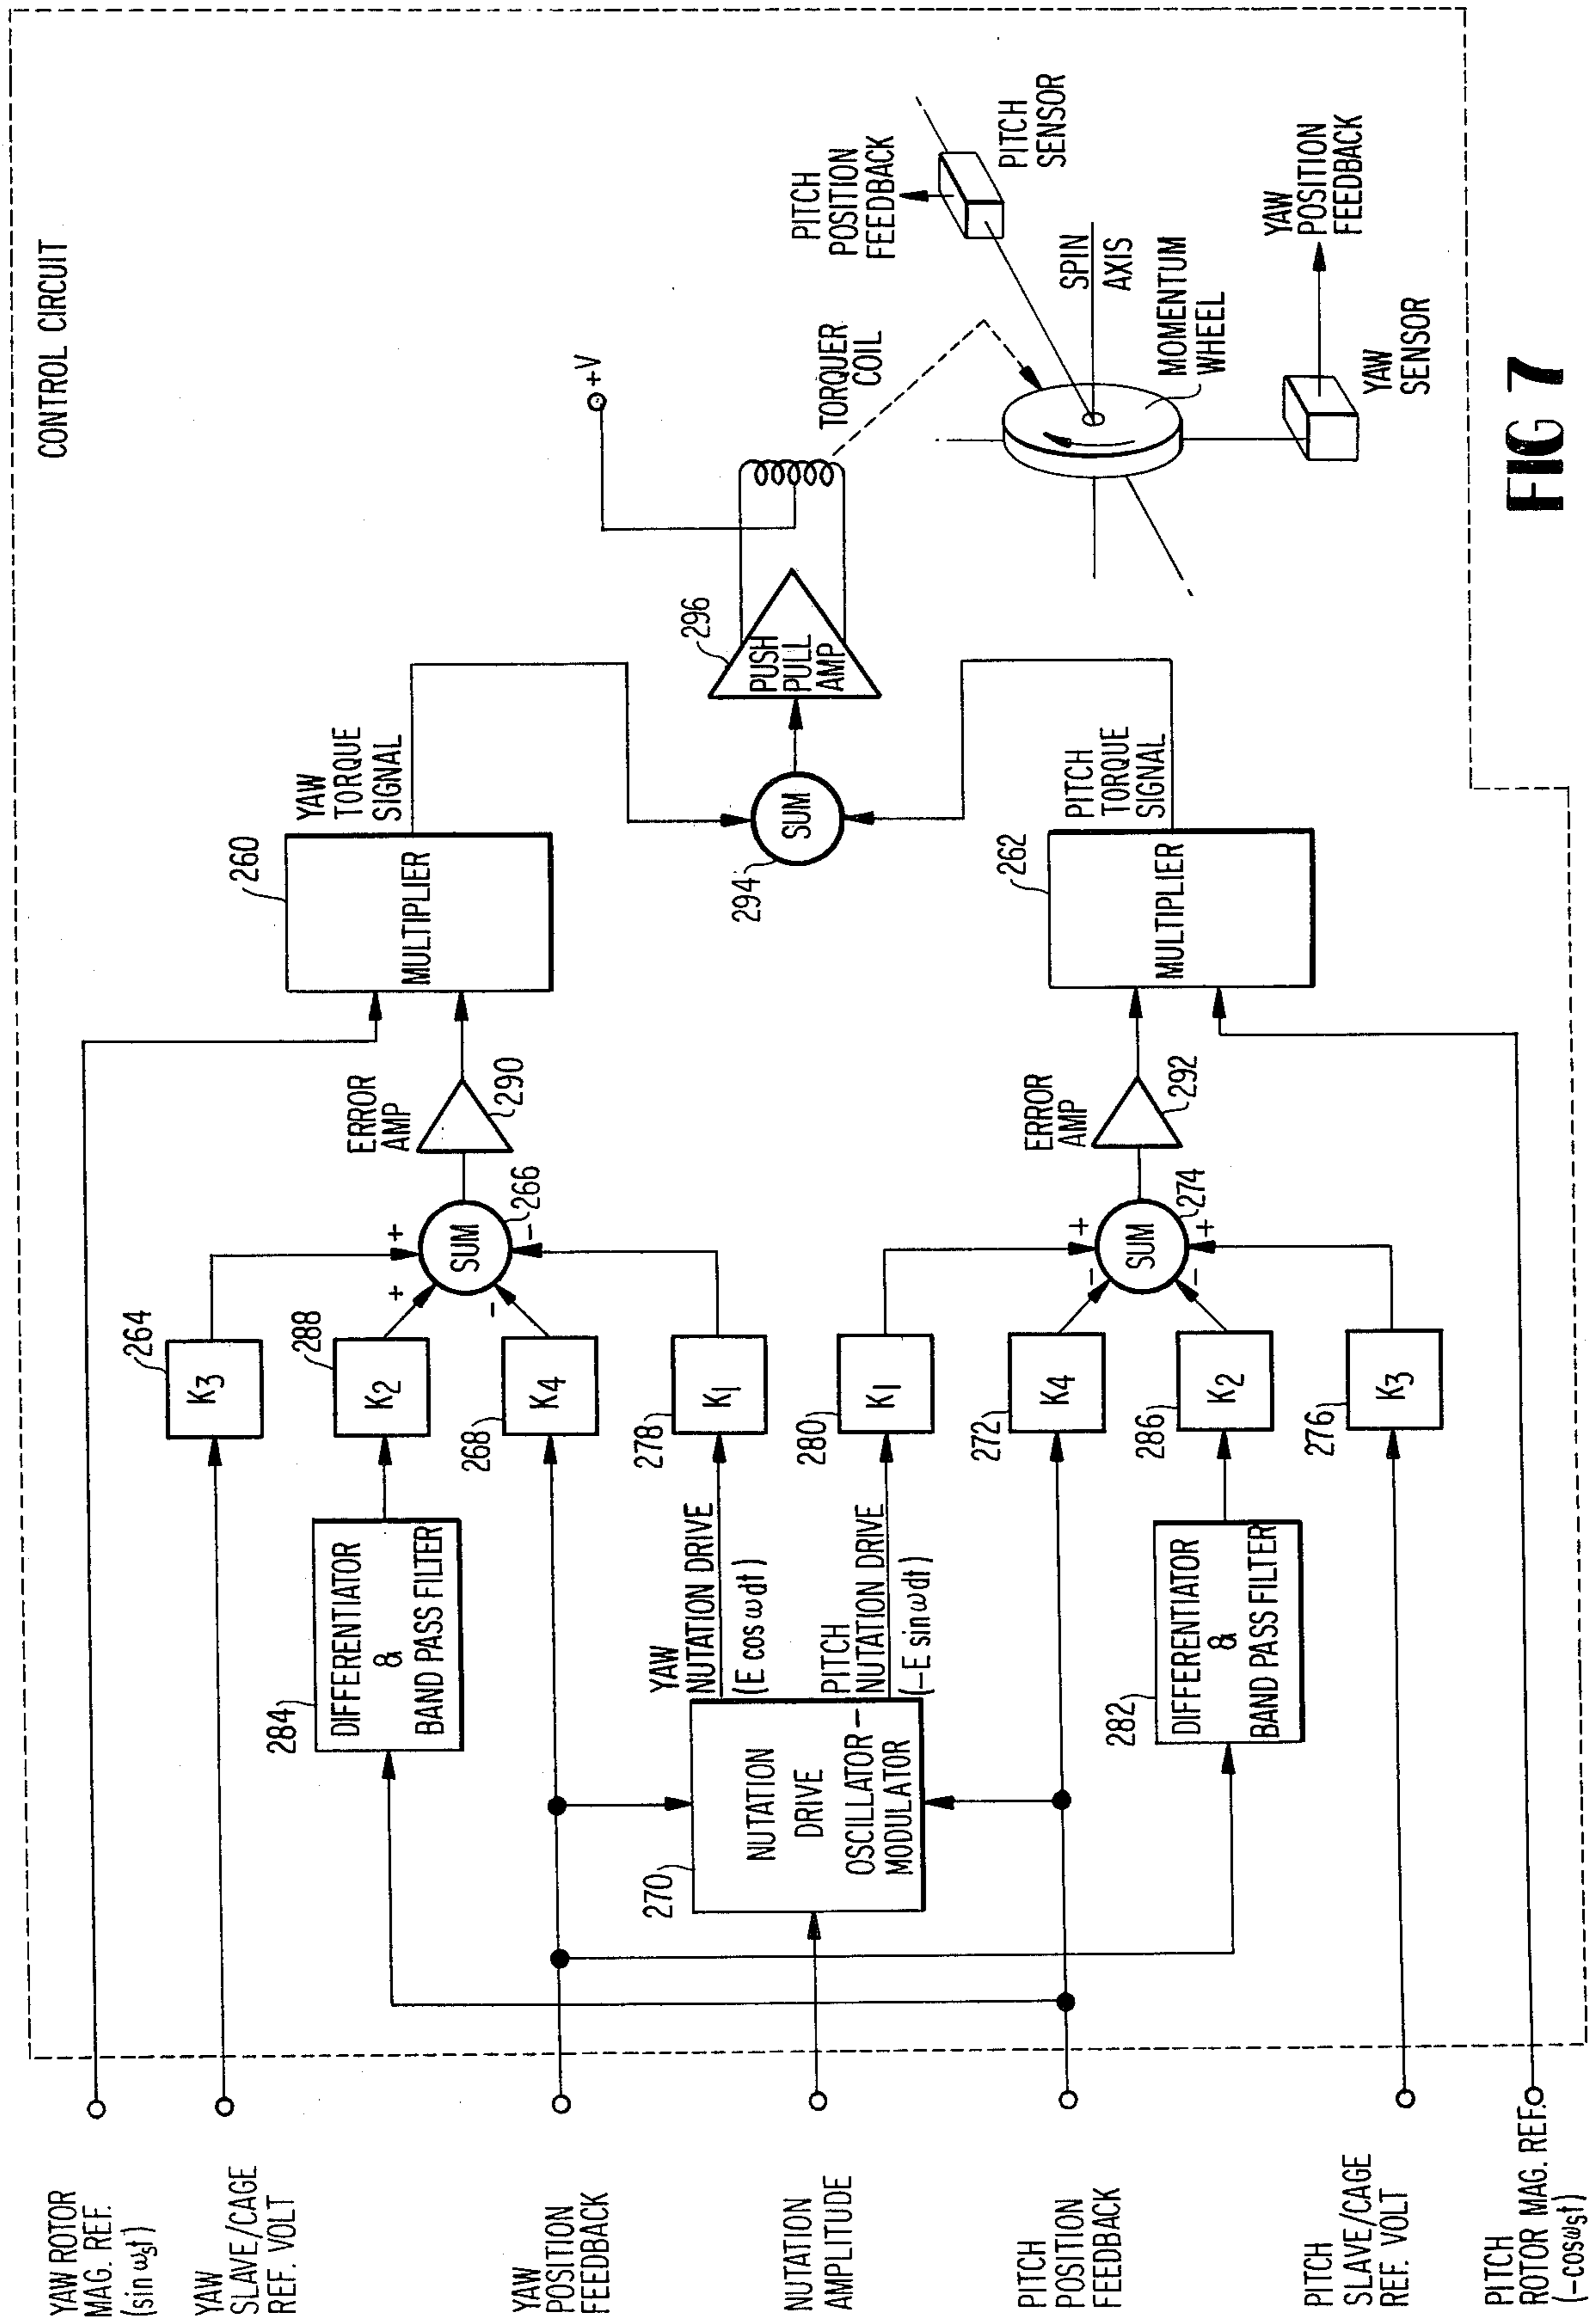 CONTROL CIRCUIT
YAW ROTOR
MAG. REF.
(sin ωst)
YAW
SLAVE/CAGE
REF. VOLT
YAW
POSITION
FEEDBACK
NUTATION
AMPLITUDE
PITCH
POSITION
FEEDBACK
PITCH
SLAVE/CAGE
REF. VOLT
PITCH
ROTOR MAG. REF.
(-cosωst)
284
DIFFERENTIATOR
&
BAND PASS FILTER
270
NUTATION
DRIVE
OSCILLATOR-
MODULATOR
282
DIFFERENTIATOR
&
BAND PASS FILTER
YAW
NUTATION DRIVE
(E cos ωdt)
PITCH
NUTATION DRIVE
(-E sin ωdt)
264
K3
288
K2
268
K4
278
K1
280
K1
272
K4
286
K2
276
K3
+
+
-
-
SUM
266
+
-
-
+
SUM
274
ERROR
AMP
290
ERROR
AMP
292
260
MULTIPLIER
262
MULTIPLIER
YAW
TORQUE
SIGNAL
PITCH
TORQUE
SIGNAL
294
SUM
296
PUSH
PULL
AMP
+V
TORQUER
COIL
PITCH
POSITION
FEEDBACK
PITCH
SENSOR
SPIN
AXIS
MOMENTUM
WHEEL
YAW
POSITION
FEEDBACK
YAW
SENSOR
FIG 7